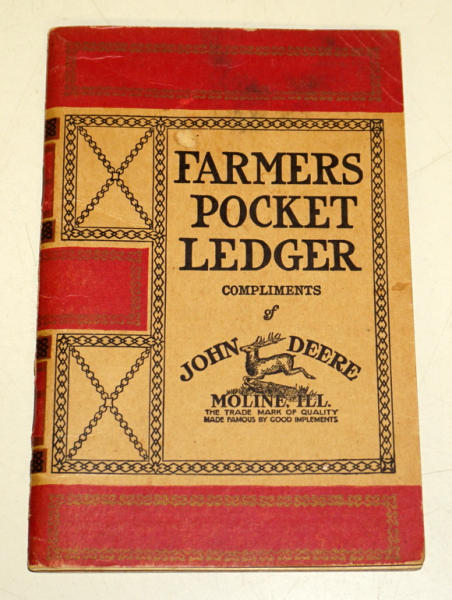 FARMERS
POCKET
LEDGER
COMPLIMENTS
of
JOHN DEERE
MOLINE, ILL.
THE TRADE MARK OF QUALITY
MADE FAMOUS BY GOOD IMPLEMENTS